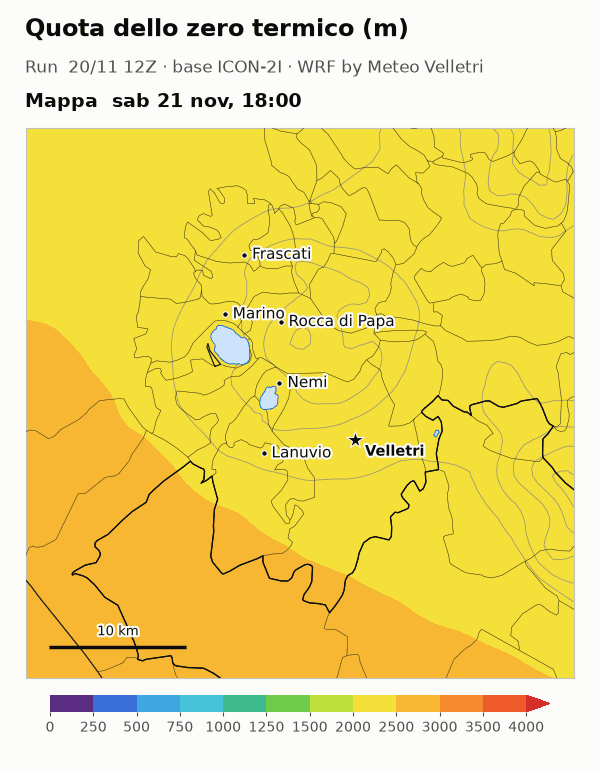 Quota dello zero termico (m)
Run  20/11 12Z · base ICON-2I · WRF by Meteo Velletri
Mappa  sab 21 nov, 18:00
Frascati
Marino
Rocca di Papa
Nemi
Velletri
Lanuvio
10 km
0 250 500 750 1000 1250 1500 2000 2500 3000 3500 4000